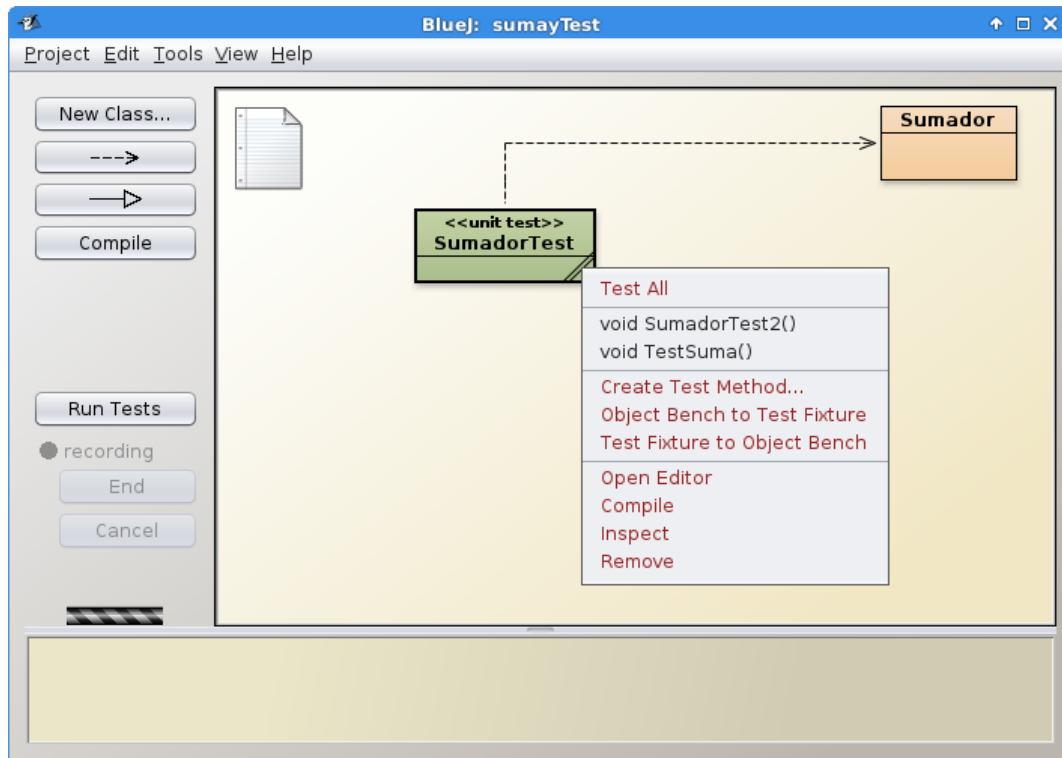 BlueJ: sumayTest
Project Edit Tools View Help
New Class...
Compile
Run Tests
recording
End
Cancel
Sumador
<<unit test>>
SumadorTest
Test All
void SumadorTest2()
void TestSuma()
Create Test Method...
Object Bench to Test Fixture
Test Fixture to Object Bench
Open Editor
Compile
Inspect
Remove